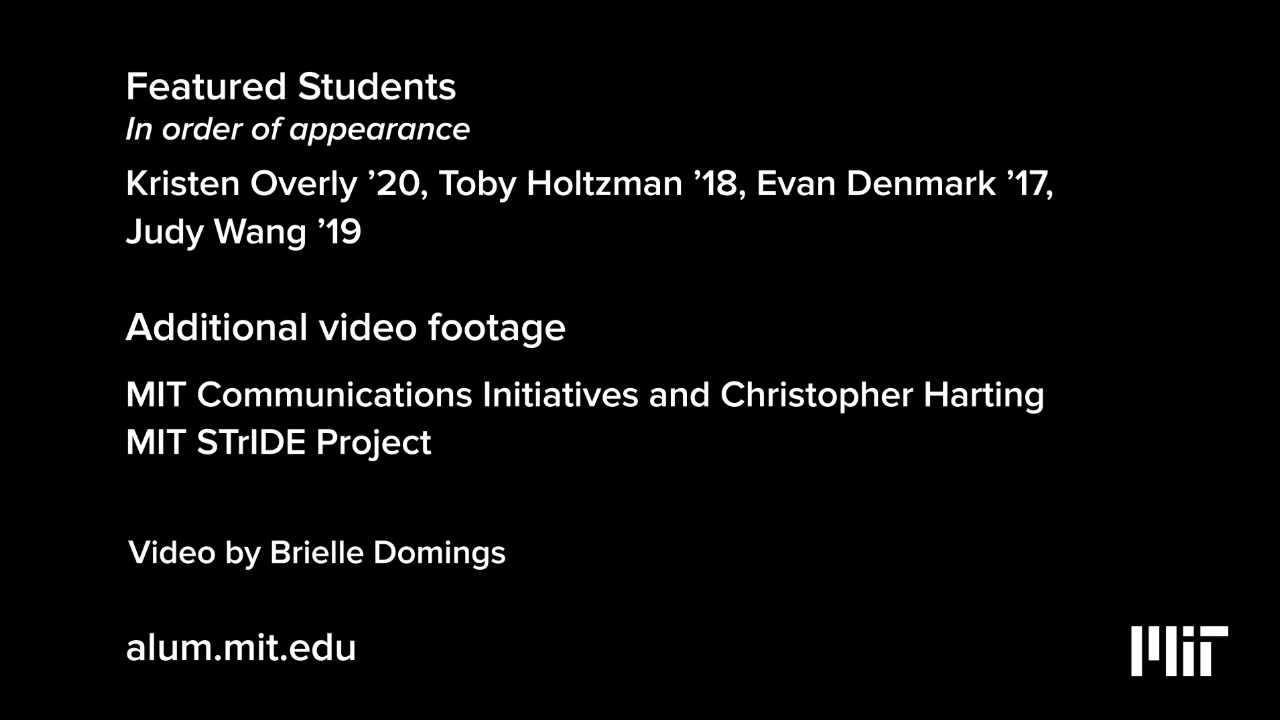 Featured Students
In order of appearance
Kristen Overly ’20, Toby Holtzman ’18, Evan Denmark ’17,
Judy Wang ’19
Additional video footage
MIT Communications Initiatives and Christopher Harting
MIT STrIDE Project
Video by Brielle Domings
alum.mit.edu
MIT